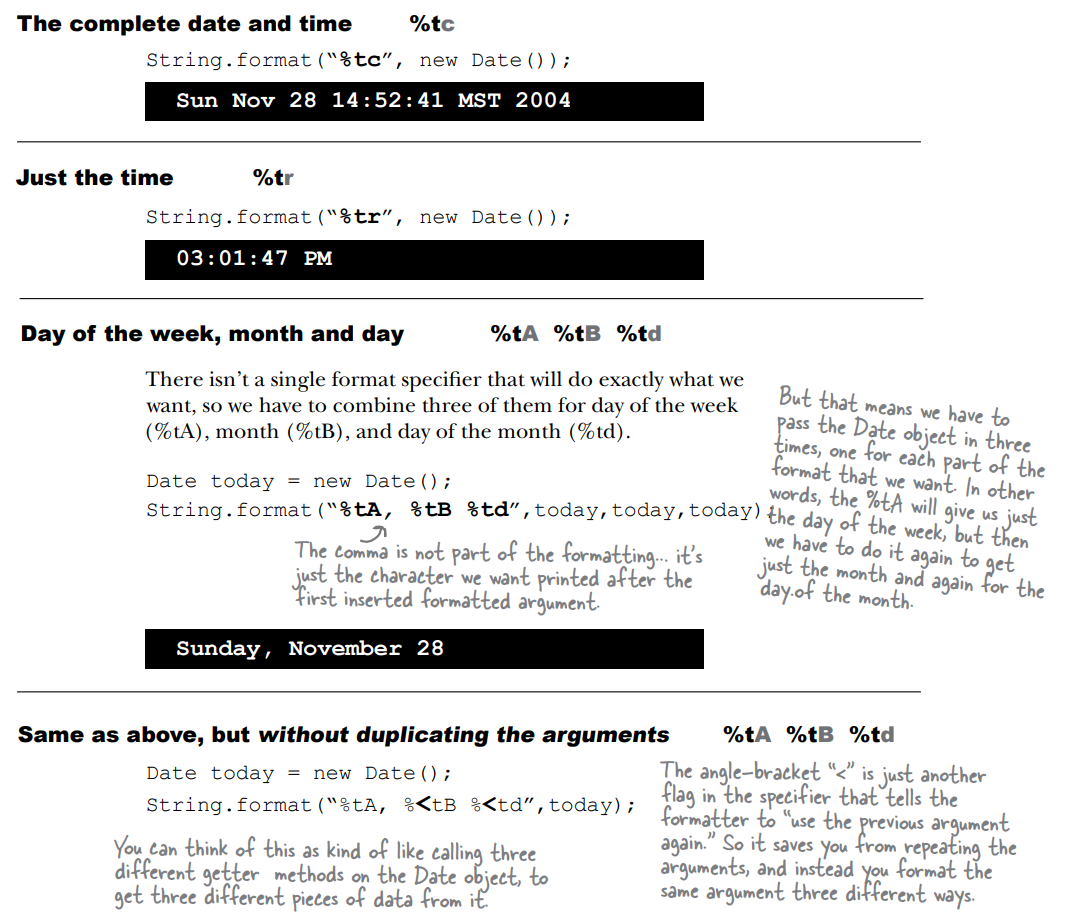 The complete date and time %tc
String.format(“%tc”, new Date());
Sun Nov 28 14:52:41 MST 2004
Just the time %tr
String.format(“%tr”, new Date());
03:01:47 PM
Day of the week, month and day %tA %tB %td
There isn’t a single format specifier that will do exactly what we
want, so we have to combine three of them for day of the week
(%tA), month (%tB), and day of the month (%td).
Date today = new Date();
String.format(“%tA, %tB %td”,today,today,today)
The comma is not part of the formatting... it’s
just the character we want printed after the
first inserted formatted argument.
But that means we have to
pass the Date object in three
times, one for each part of the
format that we want. In other
words, the %tA will give us just
the day of the week, but then
we have to do it again to get
just the month and again for the
day.of the month.
Sunday, November 28
Same as above, but without duplicating the arguments %tA %tB %td
Date today = new Date();
String.format(“%tA, %<tB %<td”,today);
The angle-bracket “<” is just another
flag in the specifier that tells the
formatter to “use the previous argument
again.” So it saves you from repeating the
arguments, and instead you format the
same argument three different ways.
You can think of this as kind of like calling three
different getter methods on the Date object, to
get three different pieces of data from it.